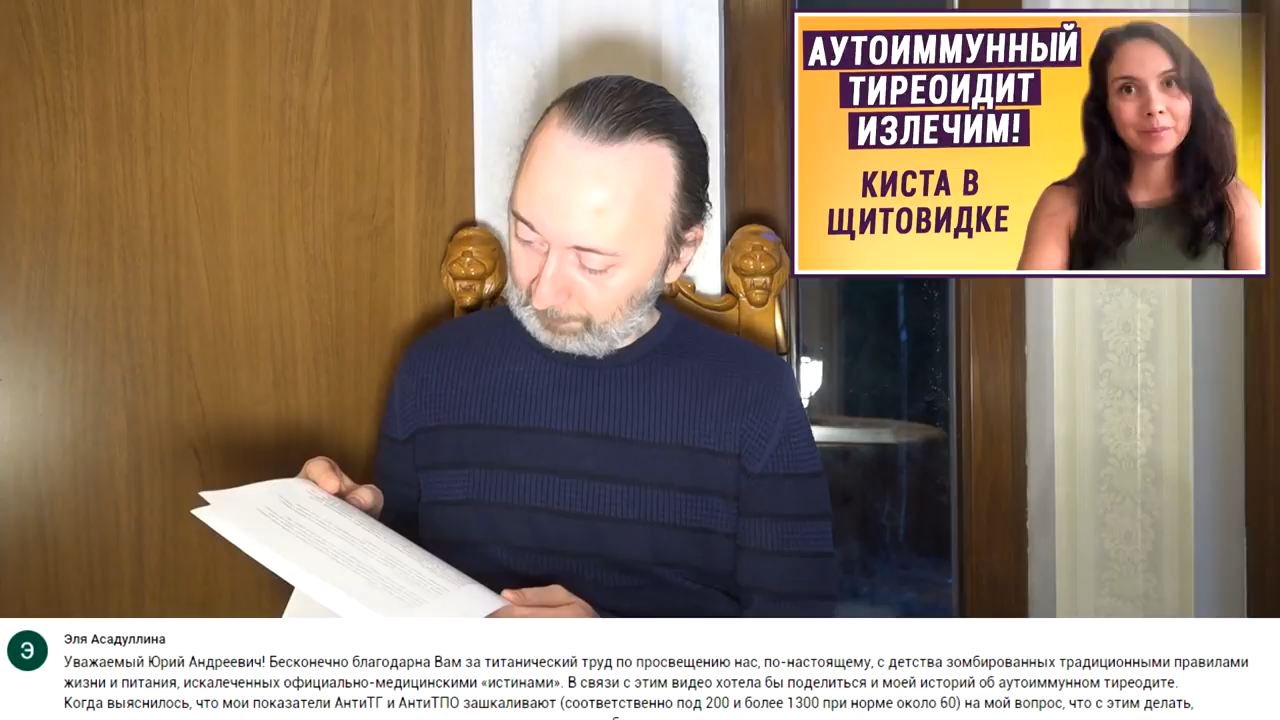 АУТОИММУННЫЙ
ТИРЕОИДИТ
ИЗЛЕЧИМ!
КИСТА В
ЩИТОВИДКЕ
Э
Эля Асадуллина
Уважаемый Юрий Андреевич! Бесконечно благодарна Вам за титанический труд по просвещению нас, по-настоящему, с детства зомбированных традиционными правилами
жизни и питания, искалеченных официально-медицинскими «истинами». В связи с этим видео хотела бы поделиться и моей историй об аутоиммунном тиреодите.
Когда выяснилось, что мои показатели АнтиТГ и АнтиТПО зашкаливают (соответственно под 200 и более 1300 при норме около 60) на мой вопрос, что с этим делать,